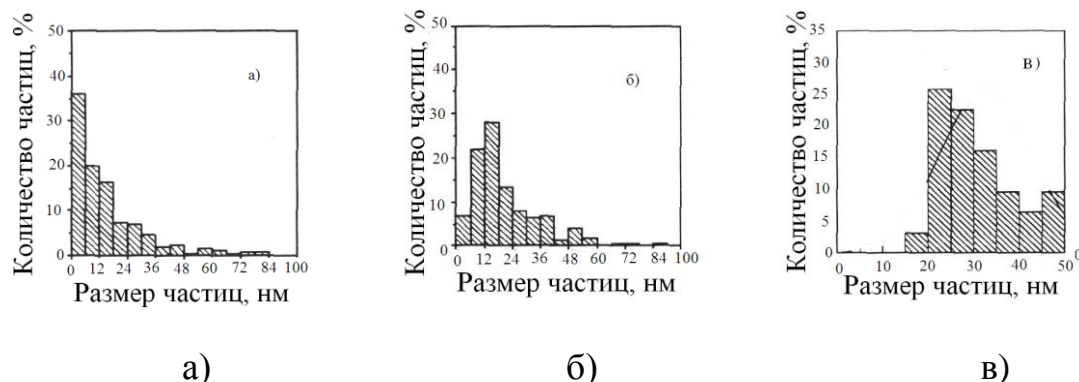 Количество частиц, %
50
40
30
20
10
0
а)
0 12 24 36 48 60 72 84 100
Размер частиц, нм
Количество частиц, %
50
40
30
20
10
0
б)
0 12 24 36 48 60 72 84 100
Размер частиц, нм
Количество частиц, %
35
30
25
20
15
10
5
0
в)
0 10 20 30 40 50
0
Размер частиц, нм
а)
б)
в)